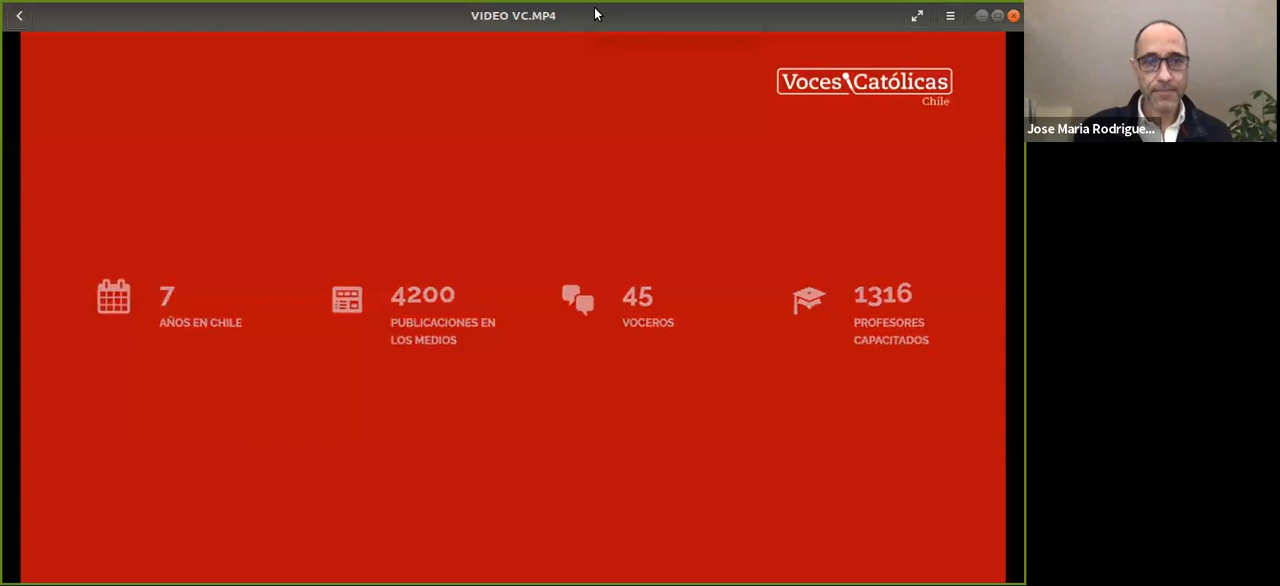 VIDEO VC.MP4
Voces Católicas
Chile
7
AÑOS EN CHILE
4200
PUBLICACIONES EN
LOS MEDIOS
45
VOCEROS
1316
PROFESORES
CAPACITADOS
Jose Maria Rodrigue...